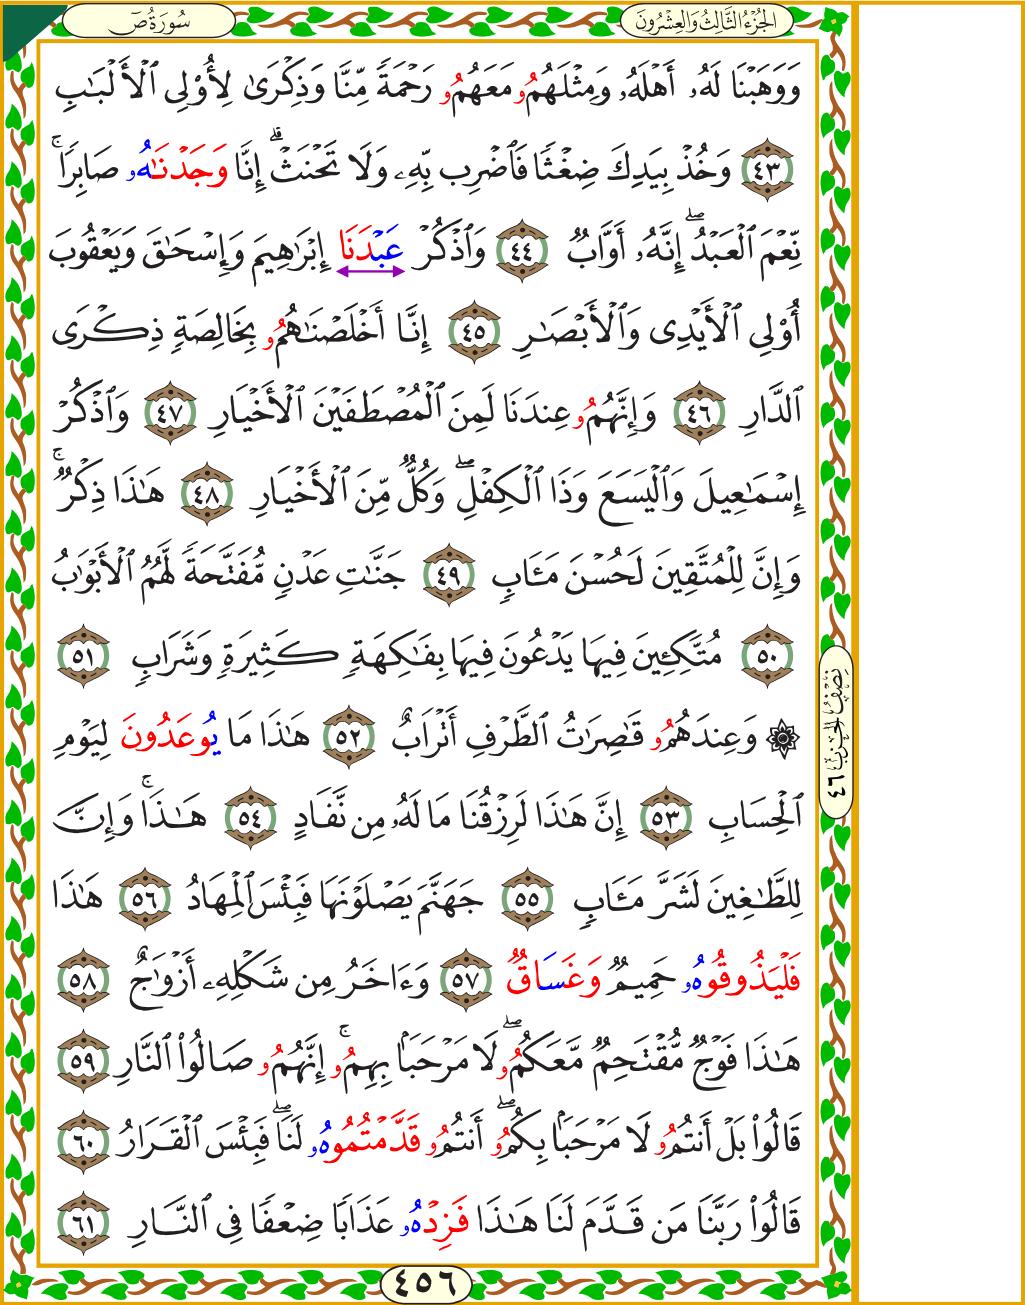 الجُزْءُ الثَّالِثُ وَالعِشْرُونَ
سُورَةُ صٓ
وَوَهَبْنَا لَهُۥ أَهْلَهُۥ وَمِثْلَهُمُۥ مَعَهُمُۥ رَحْمَةً مِّنَّا وَذِكْرَىٰ لِأُوْلِى ٱلْأَلْبَٰبِ
٤٣ وَخُذْ بِيَدِكَ ضِغْثًا فَٱضْرِب بِّهِۦ وَلَا تَحْنَثْۗ إِنَّا وَجَدْنَٰهُۥ صَابِرًاۚ
نِّعْمَ ٱلْعَبْدُۖ إِنَّهُۥ أَوَّابٌ ٤٤ وَٱذْكُرْ عَبْدَنَا إِبْرَٰهِيمَ وَإِسْحَٰقَ وَيَعْقُوبَ
أُوْلِى ٱلْأَيْدِى وَٱلْأَبْصَٰرِ ٤٥ إِنَّا أَخْلَصْنَٰهُمُۥ بِخَالِصَةٍ ذِكْرَى
ٱلدَّارِ ٤٦ وَإِنَّهُمُۥ عِندَنَا لَمِنَ ٱلْمُصْطَفَيْنَ ٱلْأَخْيَارِ ٤٧ وَٱذْكُرْ
إِسْمَٰعِيلَ وَٱلْيَسَعَ وَذَا ٱلْكِفْلِۖ وَكُلٌّ مِّنَ ٱلْأَخْيَارِ ٤٨ هَٰذَا ذِكْرٌۚ
وَإِنَّ لِلْمُتَّقِينَ لَحُسْنَ مَـَٔابٍ ٤٩ جَنَّٰتِ عَدْنٍ مُّفَتَّحَةً لَّهُمُ ٱلْأَبْوَٰبُ
٥٠ مُتَّكِـِٔينَ فِيهَا يَدْعُونَ فِيهَا بِفَٰكِهَةٍ كَثِيرَةٍ وَشَرَابٍ ٥١
۞ وَعِندَهُمُۥ قَٰصِرَٰتُ ٱلطَّرْفِ أَتْرَابٌ ٥٢ هَٰذَا مَا يُوعَدُونَ لِيَوْمِ
ٱلْحِسَابِ ٥٣ إِنَّ هَٰذَا لَرِزْقُنَا مَا لَهُۥ مِن نَّفَادٍ ٥٤ هَٰذَاۚ وَإِنَّ
لِلطَّٰغِينَ لَشَرَّ مَـَٔابٍ ٥٥ جَهَنَّمَ يَصْلَوْنَهَا فَبِئْسَ ٱلْمِهَادُ ٥٦ هَٰذَا
فَلْيَذُوقُوهُۥ حَمِيمٌ وَغَسَاقٌ ٥٧ وَءَاخَرُ مِن شَكْلِهِۦ أَزْوَٰجٌ ٥٨
هَٰذَا فَوْجٌ مُّقْتَحِمٌ مَّعَكُمُۥۖ لَا مَرْحَبًا بِهِمُۥۚ إِنَّهُمُۥ صَالُواْ ٱلنَّارِ ٥٩
قَالُواْ بَلْ أَنتُمُۥ لَا مَرْحَبًا بِكُمُۥۖ أَنتُمُۥ قَدَّمْتُمُوهُۥ لَنَاۖ فَبِئْسَ ٱلْقَرَارُ ٦٠
قَالُواْ رَبَّنَا مَن قَدَّمَ لَنَا هَٰذَا فَزِدْهُۥ عَذَابًا ضِعْفًا فِى ٱلنَّارِ ٦١
نِصْفُ الحِزْبِ ٤٦
٤٥٦